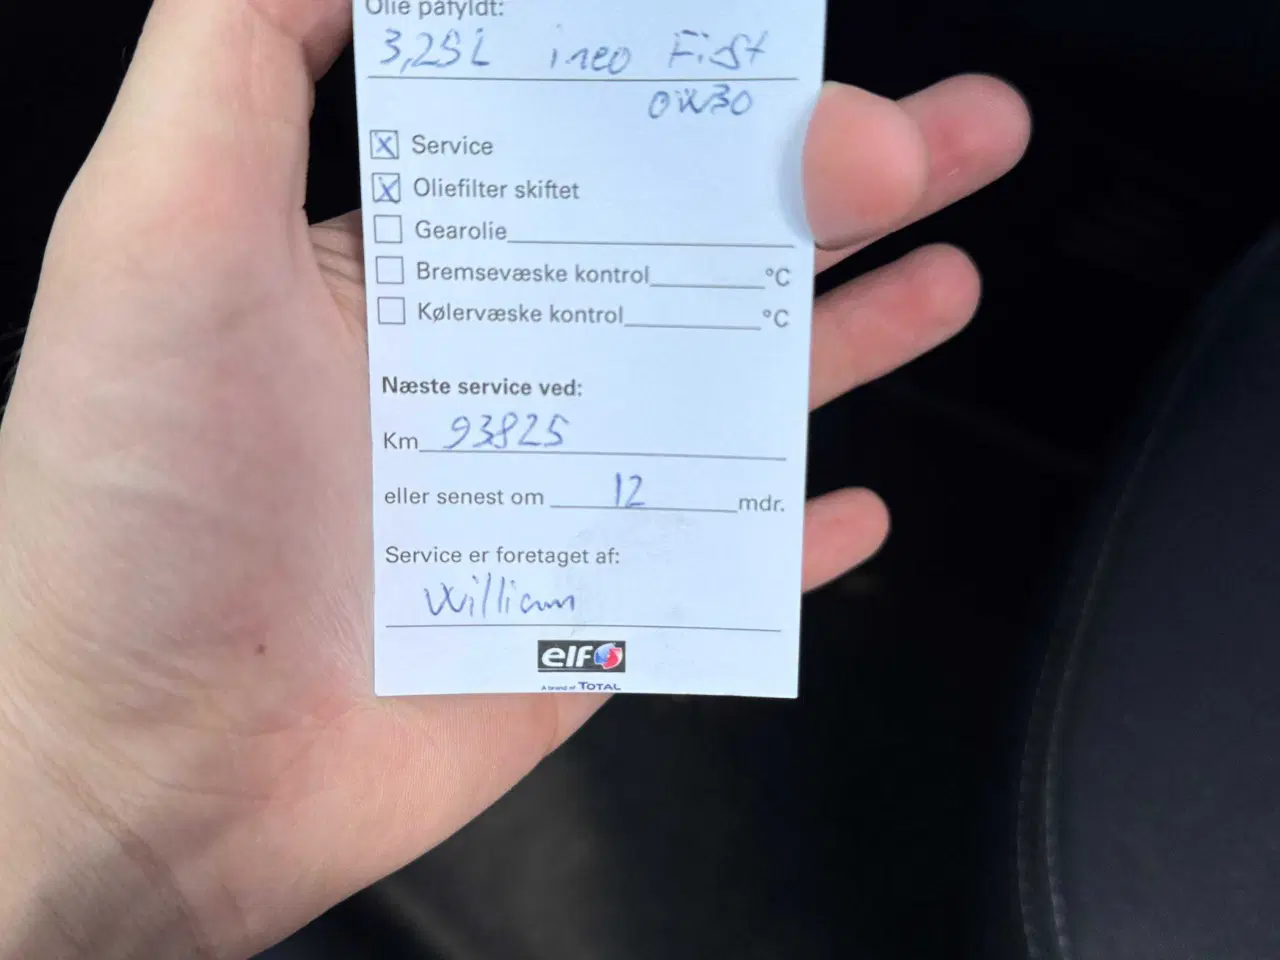 Olie påfyldt:
3,25L ineo First
0W30
Service
Oliefilter skiftet
Gearolie
Bremsevæske kontrol °C
Kølervæske kontrol °C
Næste service ved:
Km 93825
eller senest om 12 mdr.
Service er foretaget af:
William
elf
A brand of TOTAL